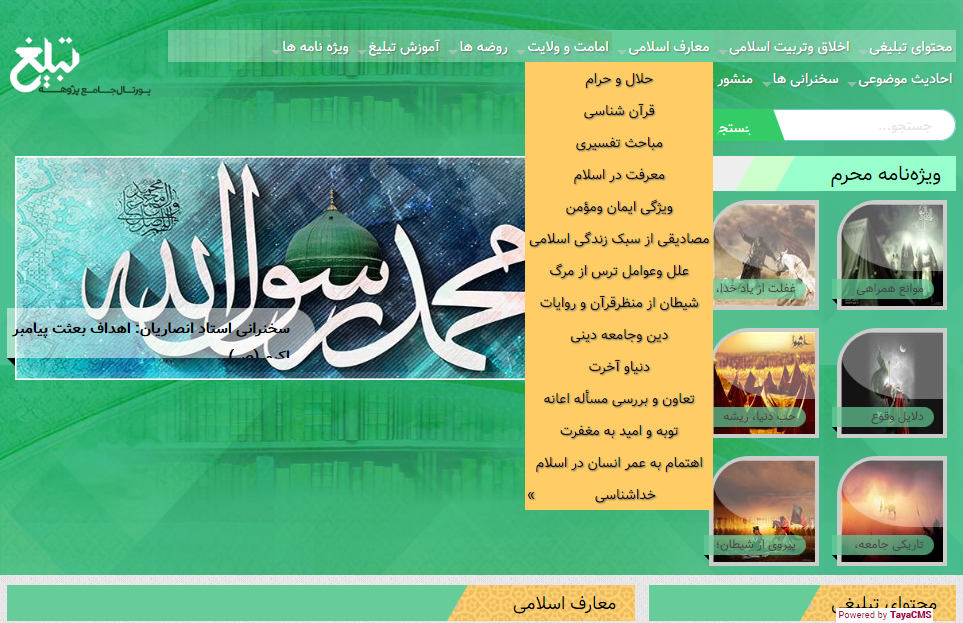 تبلیغ
پورتال جامع پژوهه
محتوای تبلیغی اخلاق وتربیت اسلامی معارف اسلامی امامت و ولایت روضه ها آموزش تبلیغ ویژه نامه ها
احادیث موضوعی سخنرانی ها منشور
حلال و حرام
قرآن شناسی
مباحث تفسیری
معرفت در اسلام
ویژگی ایمان ومؤمن
مصادیقی از سبک زندگی اسلامی
علل وعوامل ترس از مرگ
شیطان از منظرقرآن و روایات
دین وجامعه دینی
دنیاو آخرت
تعاون و بررسی مسأله اعانه
توبه و امید به مغفرت
اهتمام به عمر انسان در اسلام
خداشناسی »
جستجو...
ویژه‌نامه محرم
موانع همراهی
غفلت از یاد خدا،
دلایل وقوع
حب دنیا، ریشه
تاریکی جامعه،
پیروی از شیطان؛
محمد رسول الله
سخنرانی استاد انصاریان: اهداف بعثت پیامبر
اکرم (ص)
محتوای تبلیغی
معارف اسلامی
Powered by TayaCMS